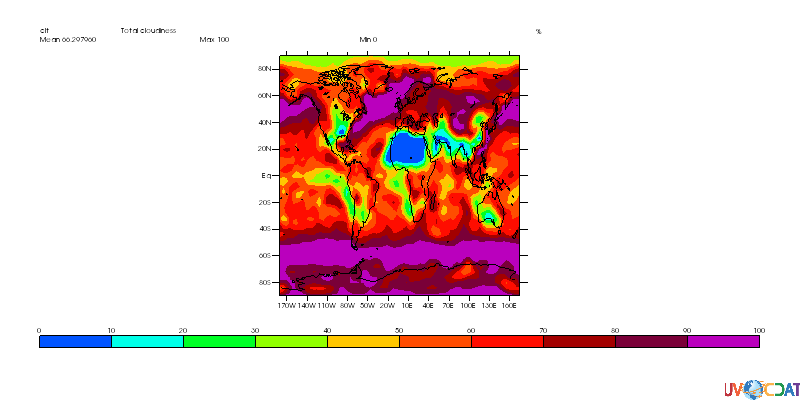 clt Total cloudness %
Mean 66.297960 Max 100 Min 0
80N
60N
40N
20N
Eq
20S
40S
60S
80S
170W 140W 110W 80W 50W 20W 10E 40E 70E 100E 130E 160E
0 10 20 30 40 50 60 70 80 90 100
UV CDAT